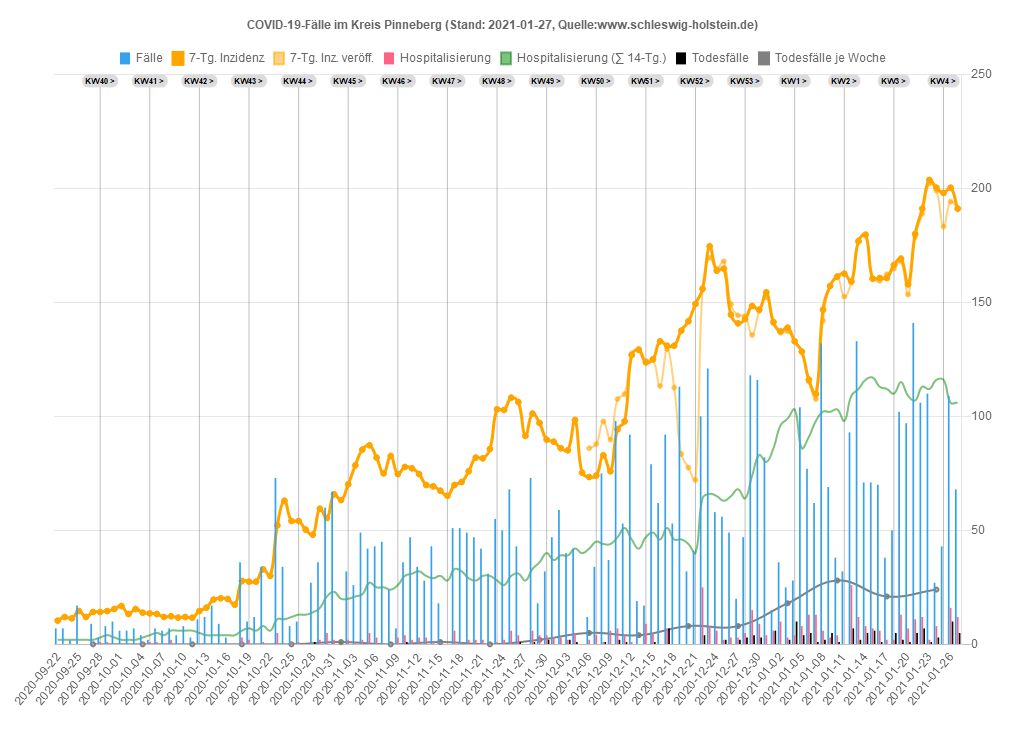 COVID-19-Fälle im Kreis Pinneberg (Stand: 2021-01-27, Quelle:www.schleswig-holstein.de)
Fälle 7-Tg. Inzidenz 7-Tg. Inz. veröff. Hospitalisierung Hospitalisierung (∑ 14-Tg.) Todesfälle Todesfälle je Woche
KW40 > KW41 > KW42 > KW43 > KW44 > KW45 > KW46 > KW47 > KW48 > KW49 > KW50 > KW51 > KW52 > KW53 > KW1 > KW2 > KW3 > KW4 >
250
200
150
100
50
0
2020-09-22 2020-09-25 2020-09-28 2020-10-01 2020-10-04 2020-10-07 2020-10-10 2020-10-13 2020-10-16 2020-10-19 2020-10-22 2020-10-25 2020-10-28 2020-10-31 2020-11-03 2020-11-06 2020-11-09 2020-11-12 2020-11-15 2020-11-18 2020-11-21 2020-11-24 2020-11-27 2020-11-30 2020-12-03 2020-12-06 2020-12-09 2020-12-12 2020-12-15 2020-12-18 2020-12-21 2020-12-24 2020-12-27 2020-12-30 2021-01-02 2021-01-05 2021-01-08 2021-01-11 2021-01-14 2021-01-17 2021-01-20 2021-01-23 2021-01-26